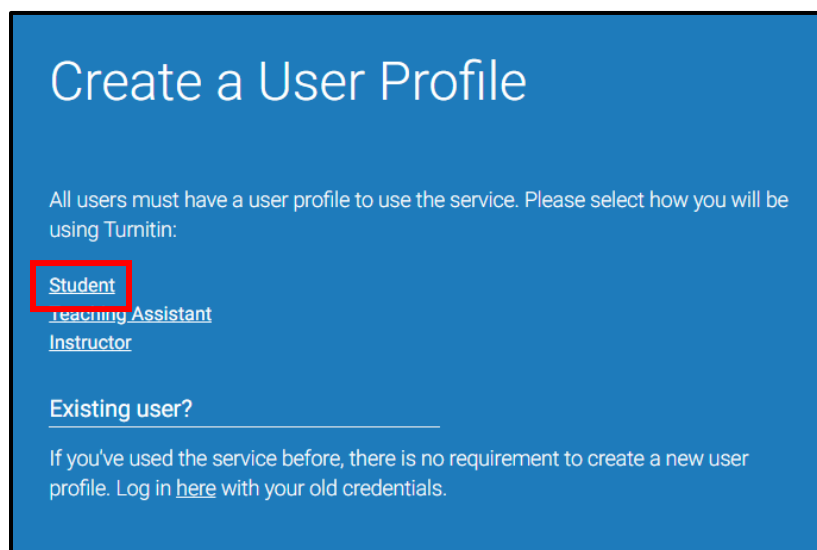 Create a User Profile
All users must have a user profile to use the service. Please select how you will be
using Turnitin:
Student
Teaching Assistant
Instructor
Existing user?
If you've used the service before, there is no requirement to create a new user
profile. Log in here with your old credentials.